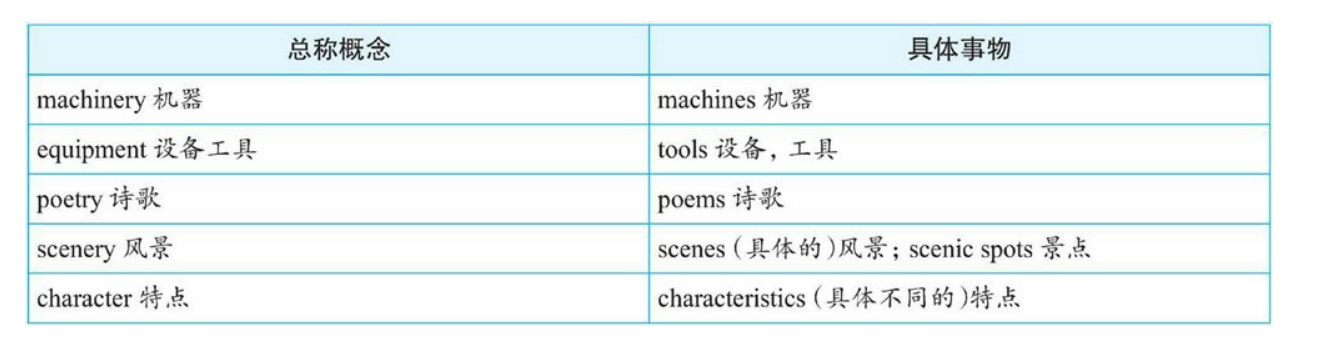 总称概念 具体事物
machinery 机器 machines 机器
equipment 设备工具 tools 设备,工具
poetry 诗歌 poems 诗歌
scenery 风景 scenes(具体的)风景;scenic spots 景点
character 特点 characteristics(具体不同的)特点